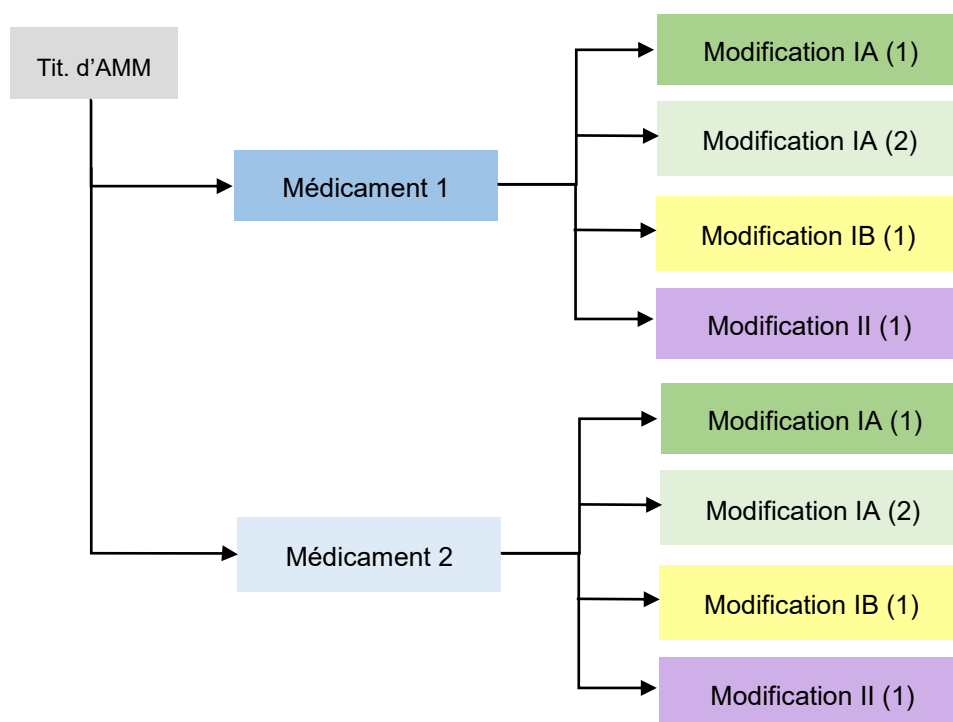 Tit. d'AMM
Médicament 1
Modification IA (1)
Modification IA (2)
Modification IB (1)
Modification II (1)
Médicament 2
Modification IA (1)
Modification IA (2)
Modification IB (1)
Modification II (1)